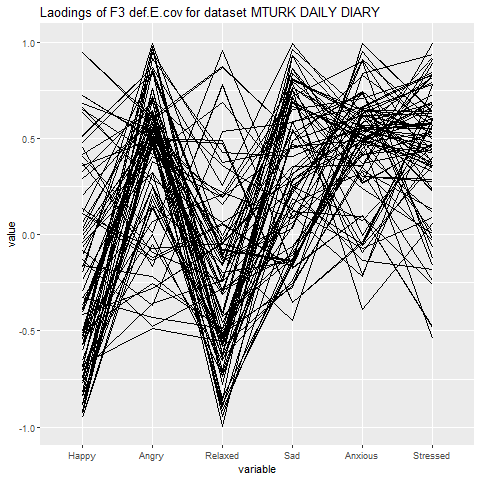 Laodings of F3 def.E.cov for dataset MTURK DAILY DIARY
1.0
0.5
0.0
-0.5
-1.0
value
Happy Angry Relaxed Sad Anxious Stressed
variable